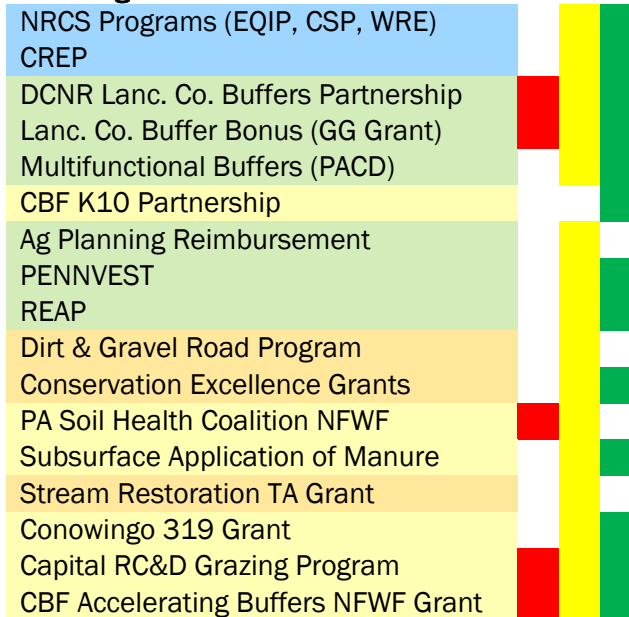 NRCS Programs (EQIP, CSP, WRE)
CREP
DCNR Lanc. Co. Buffers Partnership
Lanc. Co. Buffer Bonus (GG Grant)
Multifunctional Buffers (PACD)
CBF K10 Partnership
Ag Planning Reimbursement
PENNVEST
REAP
Dirt & Gravel Road Program
Conservation Excellence Grants
PA Soil Health Coalition NFWF
Subsurface Application of Manure
Stream Restoration TA Grant
Conowingo 319 Grant
Capital RC&D Grazing Program
CBF Accelerating Buffers NFWF Grant